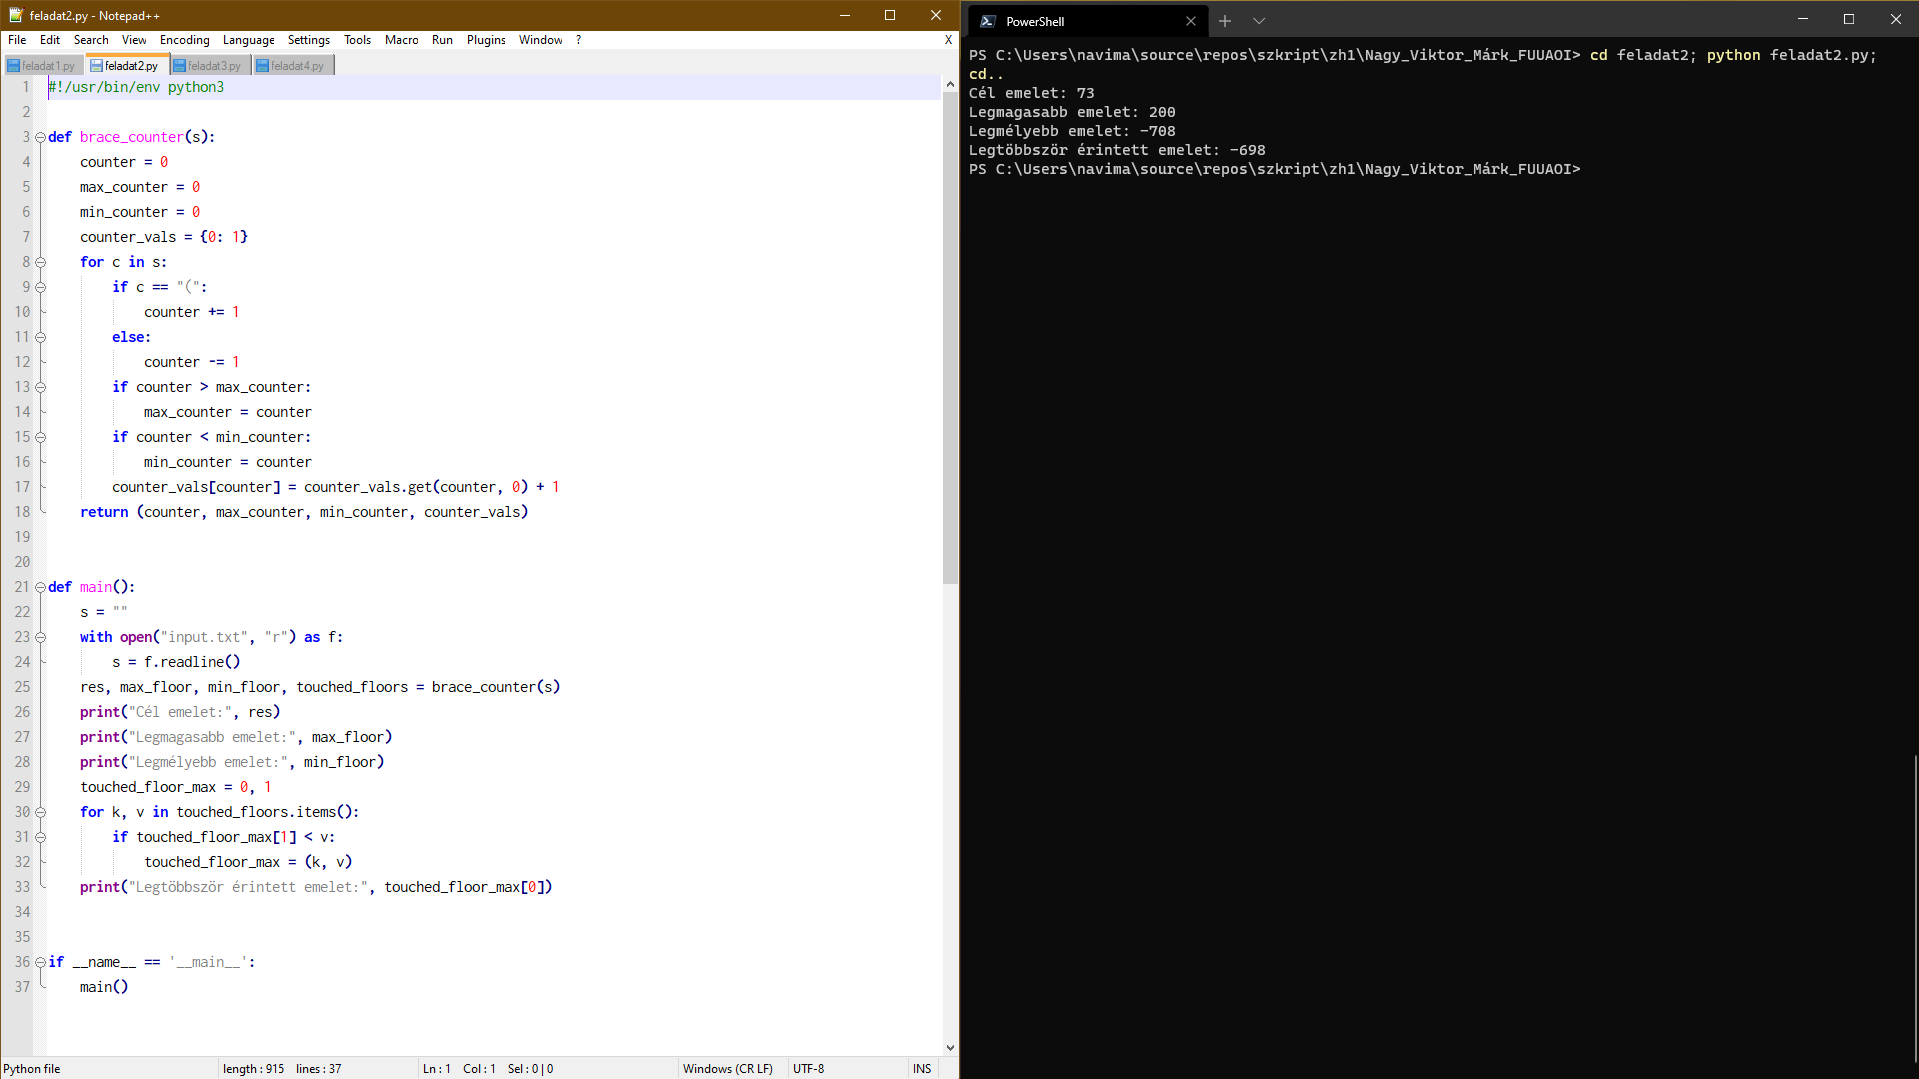 feladat2.py - Notepad++
File Edit Search View Encoding Language Settings Tools Macro Run Plugins Window ? X
feladat1.py feladat2.py feladat3.py feladat4.py
1 #!/usr/bin/env python3
2
3 def brace_counter(s):
4 counter = 0
5 max_counter = 0
6 min_counter = 0
7 counter_vals = {0: 1}
8 for c in s:
9 if c == "(":
10 counter += 1
11 else:
12 counter -= 1
13 if counter > max_counter:
14 max_counter = counter
15 if counter < min_counter:
16 min_counter = counter
17 counter_vals[counter] = counter_vals.get(counter, 0) + 1
18 return (counter, max_counter, min_counter, counter_vals)
19
20
21 def main():
22 s = ""
23 with open("input.txt", "r") as f:
24 s = f.readline()
25 res, max_floor, min_floor, touched_floors = brace_counter(s)
26 print("Cél emelet:", res)
27 print("Legmagasabb emelet:", max_floor)
28 print("Legmélyebb emelet:", min_floor)
29 touched_floor_max = 0, 1
30 for k, v in touched_floors.items():
31 if touched_floor_max[1] < v:
32 touched_floor_max = (k, v)
33 print("Legtöbbször érintett emelet:", touched_floor_max[0])
34
35
36 if __name__ == '__main__':
37 main()
Python file length : 915 lines : 37 Ln : 1 Col : 1 Sel : 0 | 0 Windows (CR LF) UTF-8 INS
PowerShell
PS C:\Users\navima\source\repos\szkript\zh1\Nagy_Viktor_Márk_FUUAOI> cd feladat2; python feladat2.py;
cd..
Cél emelet: 73
Legmagasabb emelet: 200
Legmélyebb emelet: -708
Legtöbbször érintett emelet: -698
PS C:\Users\navima\source\repos\szkript\zh1\Nagy_Viktor_Márk_FUUAOI>